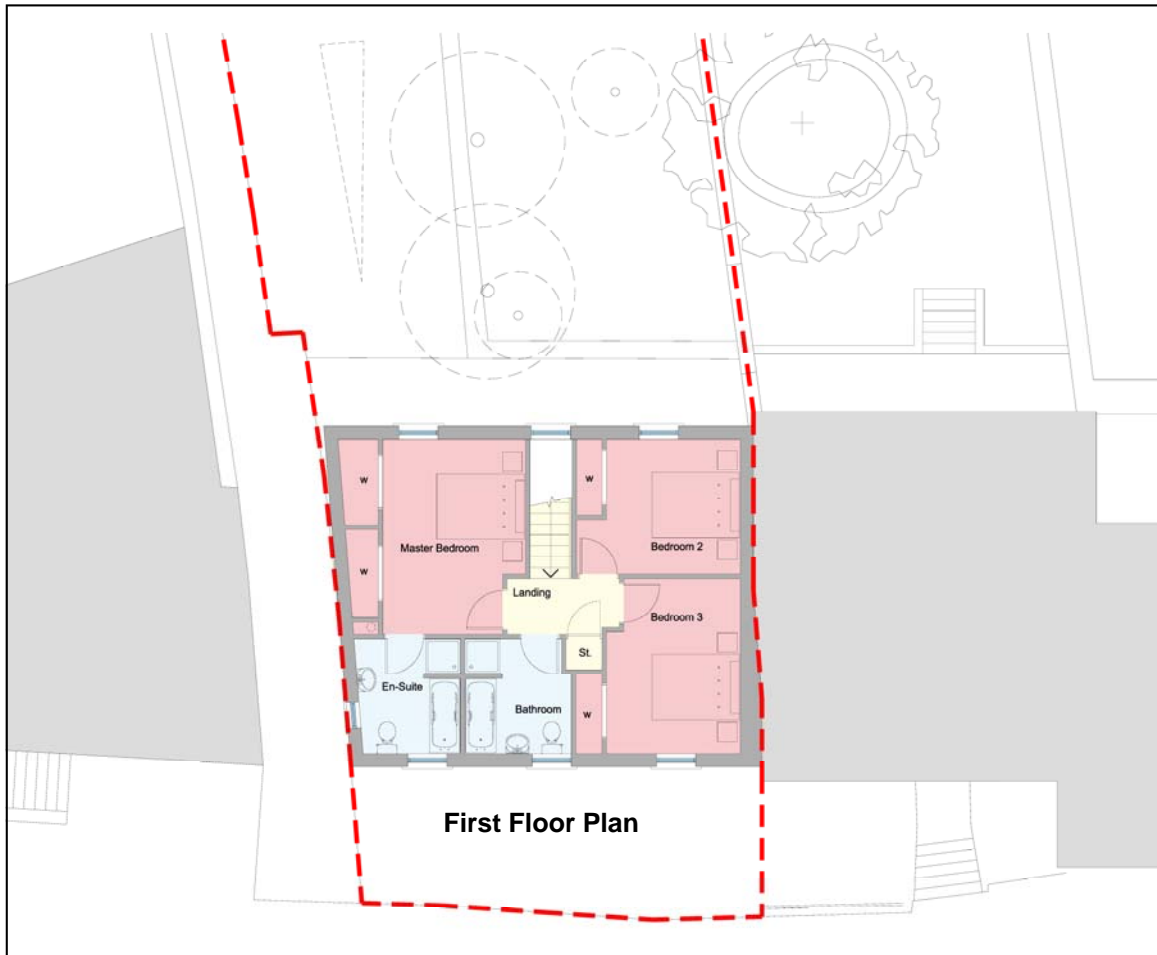 w
w
Master Bedroom
Bedroom 2
w
Landing
Bedroom 3
St.
En-Suite
Bathroom
w
First Floor Plan